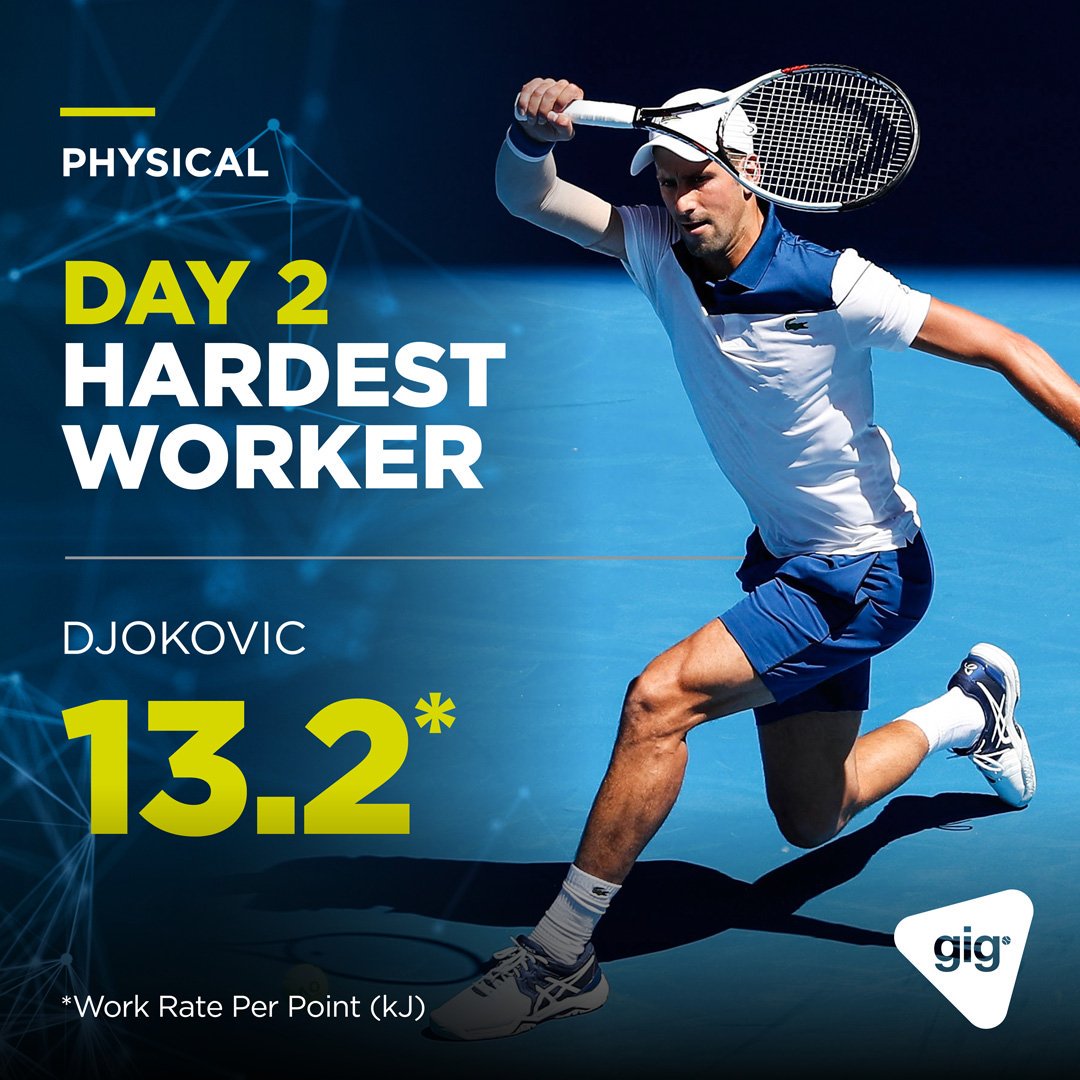 PHYSICAL
DAY 2
HARDEST
WORKER
DJOKOVIC
13.2*
*Work Rate Per Point (kJ)
gig